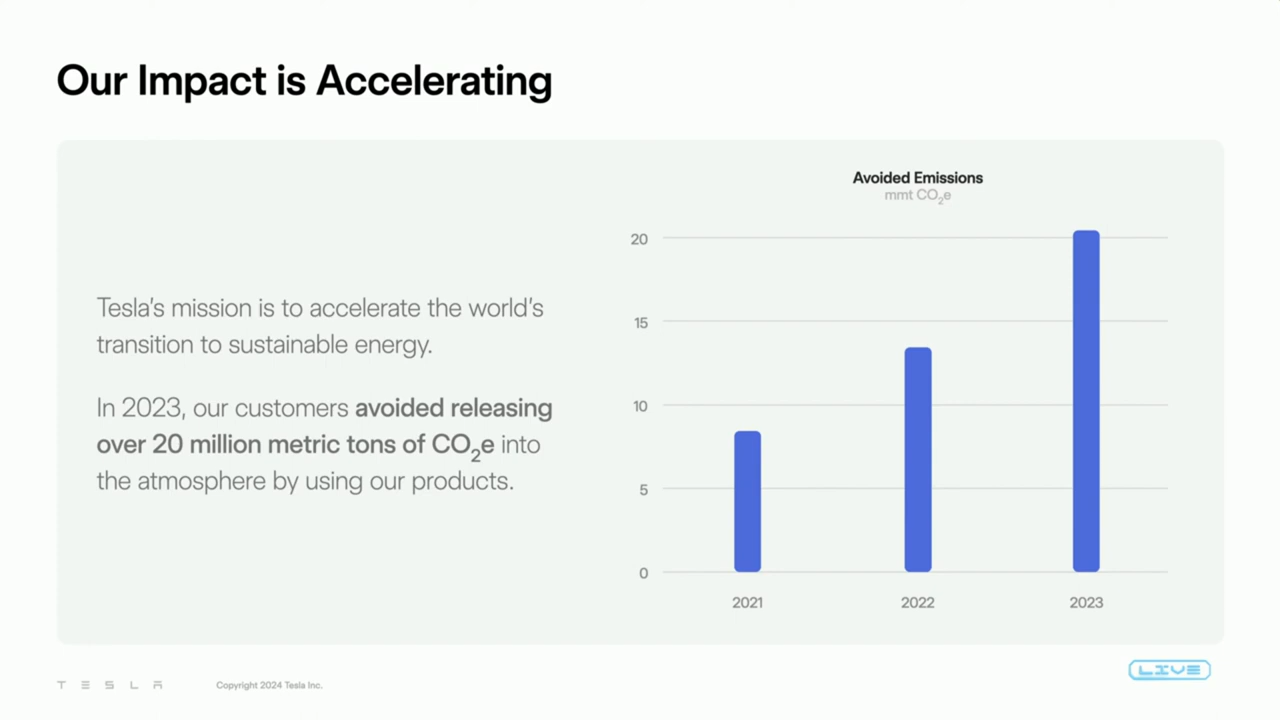 Our Impact is Accelerating
Tesla's mission is to accelerate the world's
transition to sustainable energy.
In 2023, our customers avoided releasing
over 20 million metric tons of CO₂e into
the atmosphere by using our products.
Avoided Emissions
mmt CO₂e
20
15
10
5
0
2021
2022
2023
TESLA
Copyright 2024 Tesla Inc.
LIVE